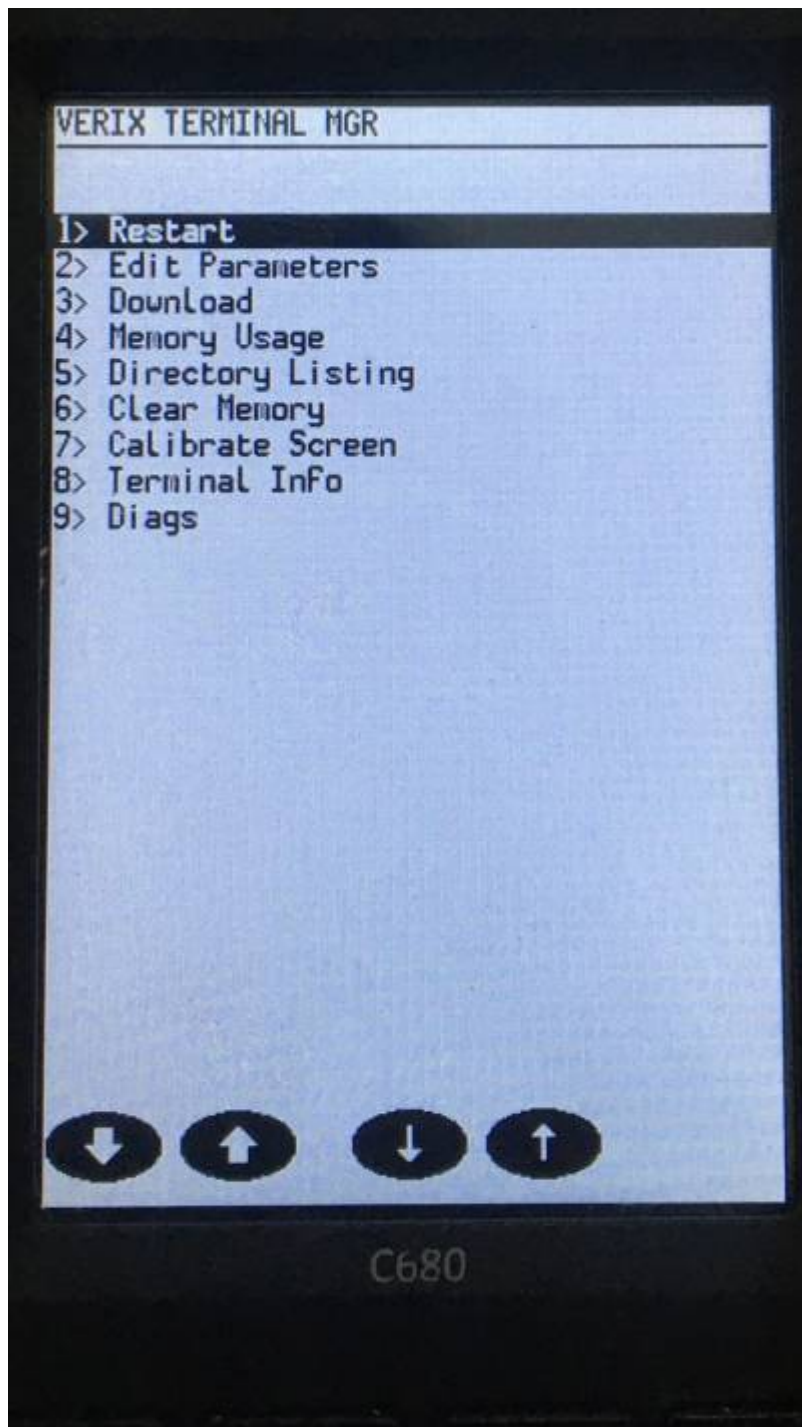 VERIX TERMINAL MGR
1> Restart
2> Edit Parameters
3> Download
4> Memory Usage
5> Directory Listing
6> Clear Memory
7> Calibrate Screen
8> Terminal Info
9> Diags
C680